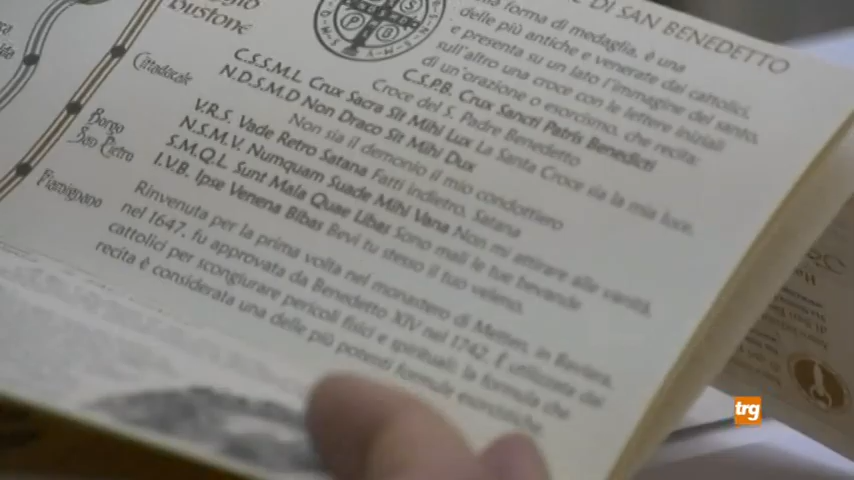 DI SAN BENEDETTO
forma di medaglia, è una
delle più antiche e venerate dai cattolici,
e presenta su un lato l'immagine del santo,
sull'altro una croce con le lettere iniziali
di un'orazione o esorcismo, che recita:
C.S.P.B. Crux Sancti Patris Benedicti
Croce del S. Padre Benedetto
C.S.S.M.L. Crux Sacra Sit Mihi Lux La Santa Croce sia la mia luce,
N.D.S.M.D Non Draco Sit Mihi Dux
Non sia il demonio il mio condottiero
V.R.S. Vade Retro Satana Fatti indietro, Satana
N.S.M.V. Numquam Suade Mihi Vana Non mi attirare alle vanità,
S.M.Q.L. Sunt Mala Quae Libas Sono mali le tue bevande
I.V.B. Ipse Venena Bibas Bevi tu stesso il tuo veleno.
Rinvenuta per la prima volta nel monastero di Metten, in Baviera,
nel 1647, fu approvata da Benedetto XIV nel 1742. È utilizzata dai
cattolici per scongiurare pericoli fisici e spirituali; la formula che
recita è considerata una delle più potenti formule esorcistiche
Bustone
Cittaducale
Borgo
San Pietro
Fiamignano
trg